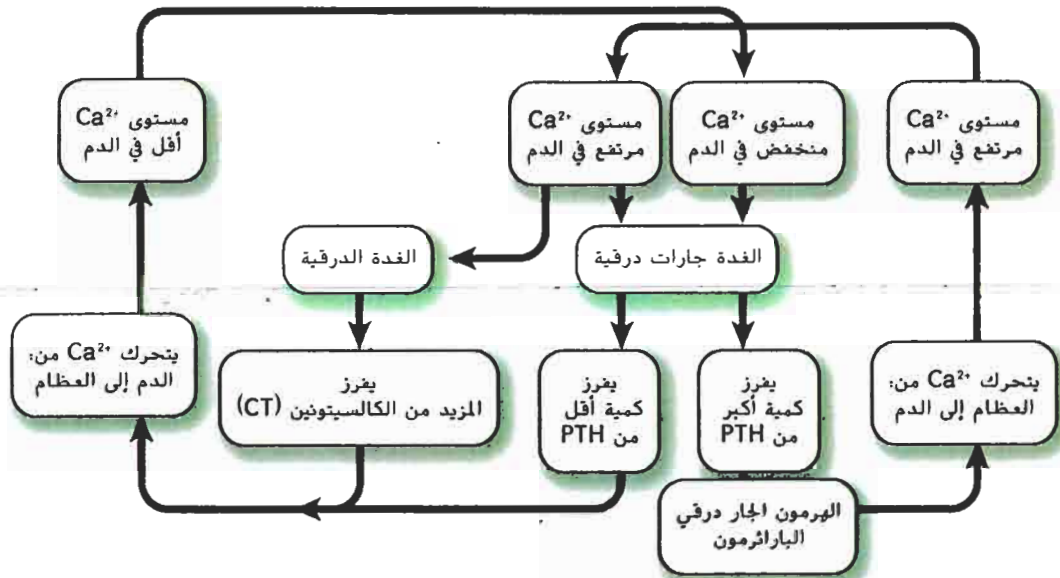 مستوى Ca²⁺
مرتفع في الدم
مستوى Ca²⁺
منخفض في الدم
مستوى Ca²⁺
مرتفع في الدم
مستوى Ca²⁺
أقل في الدم
الغدة جارات درقية
الغدة الدرقية
يتحرك Ca²⁺ من:
العظام إلى الدم
يفرز
كمية أكبر
من PTH
يفرز
كمية أقل
من PTH
يفرز
المزيد من الكالسيتونين (CT)
يتحرك Ca²⁺ من:
الدم إلى العظام
الهرمون الجار درقي
الباراثرمون